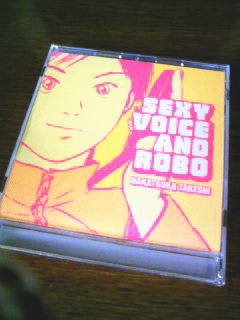 SEXY
VOICE
AND
ROBO
NAKATSUKA TAKESHI